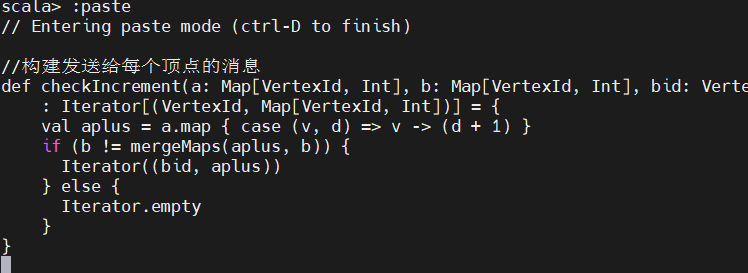 scala> :paste
// Entering paste mode (ctrl-D to finish)
//构建发送给每个顶点的消息
def checkIncrement(a: Map[VertexId, Int], b: Map[VertexId, Int], bid: Verte
: Iterator[(VertexId, Map[VertexId, Int])] = {
val aplus = a.map { case (v, d) => v -> (d + 1) }
if (b != mergeMaps(aplus, b)) {
Iterator((bid, aplus))
} else {
Iterator.empty
}
}